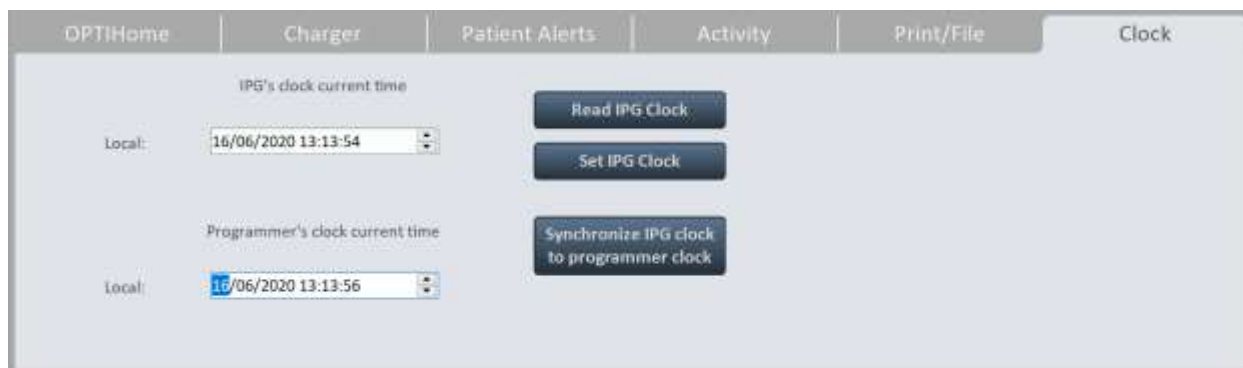 OPTIHome Charger Patient Alerts Activity Print/File Clock
IPG's clock current time
Read IPG Clock
Local: 16/06/2020 13:13:54
Set IPG Clock
Programmer's clock current time
Synchronize IPG clock
to programmer clock
Local: 16/06/2020 13:13:56